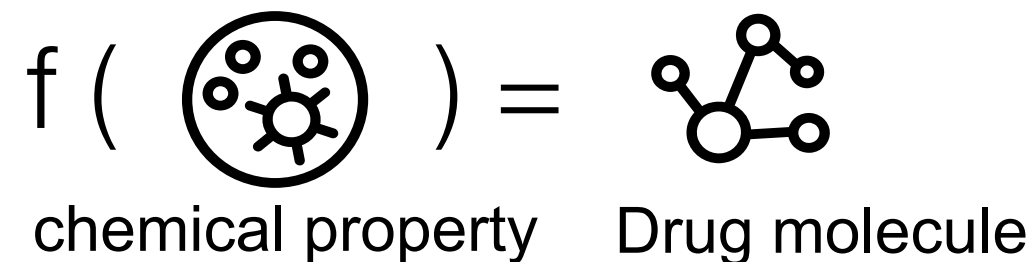 f ( ) =
chemical property Drug molecule